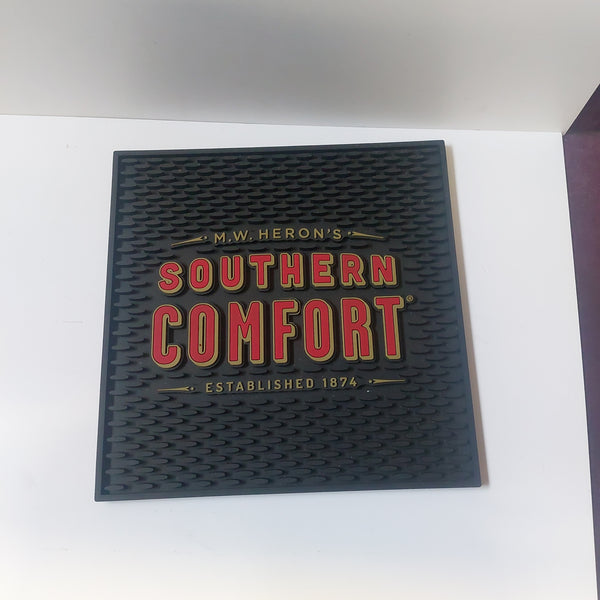 M.W. HERON'S
SOUTHERN
COMFORT®
ESTABLISHED 1874